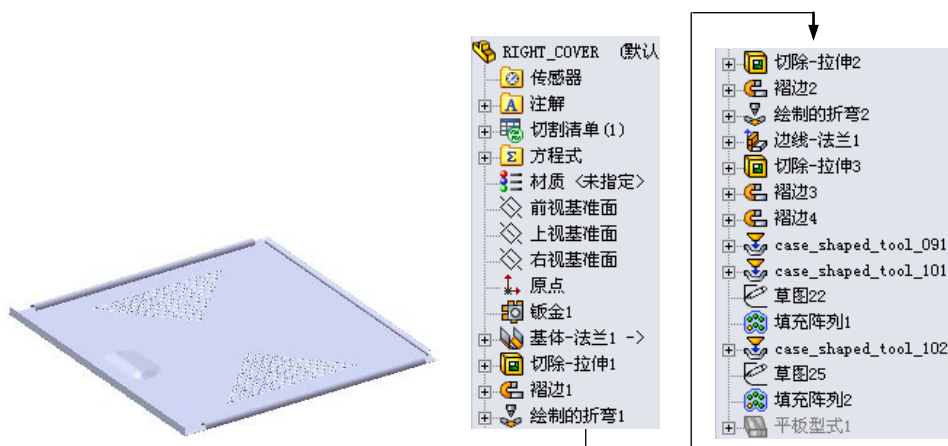 RIGHT_COVER (默认
传感器
注解
切割清单(1)
方程式
材质 <未指定>
前视基准面
上视基准面
右视基准面
原点
钣金1
基体-法兰1 ->
切除-拉伸1
褶边1
绘制的折弯1
切除-拉伸2
褶边2
绘制的折弯2
边线-法兰1
切除-拉伸3
褶边3
褶边4
case_shaped_tool_091
case_shaped_tool_101
草图22
填充阵列1
case_shaped_tool_102
草图25
填充阵列2
平板型式1